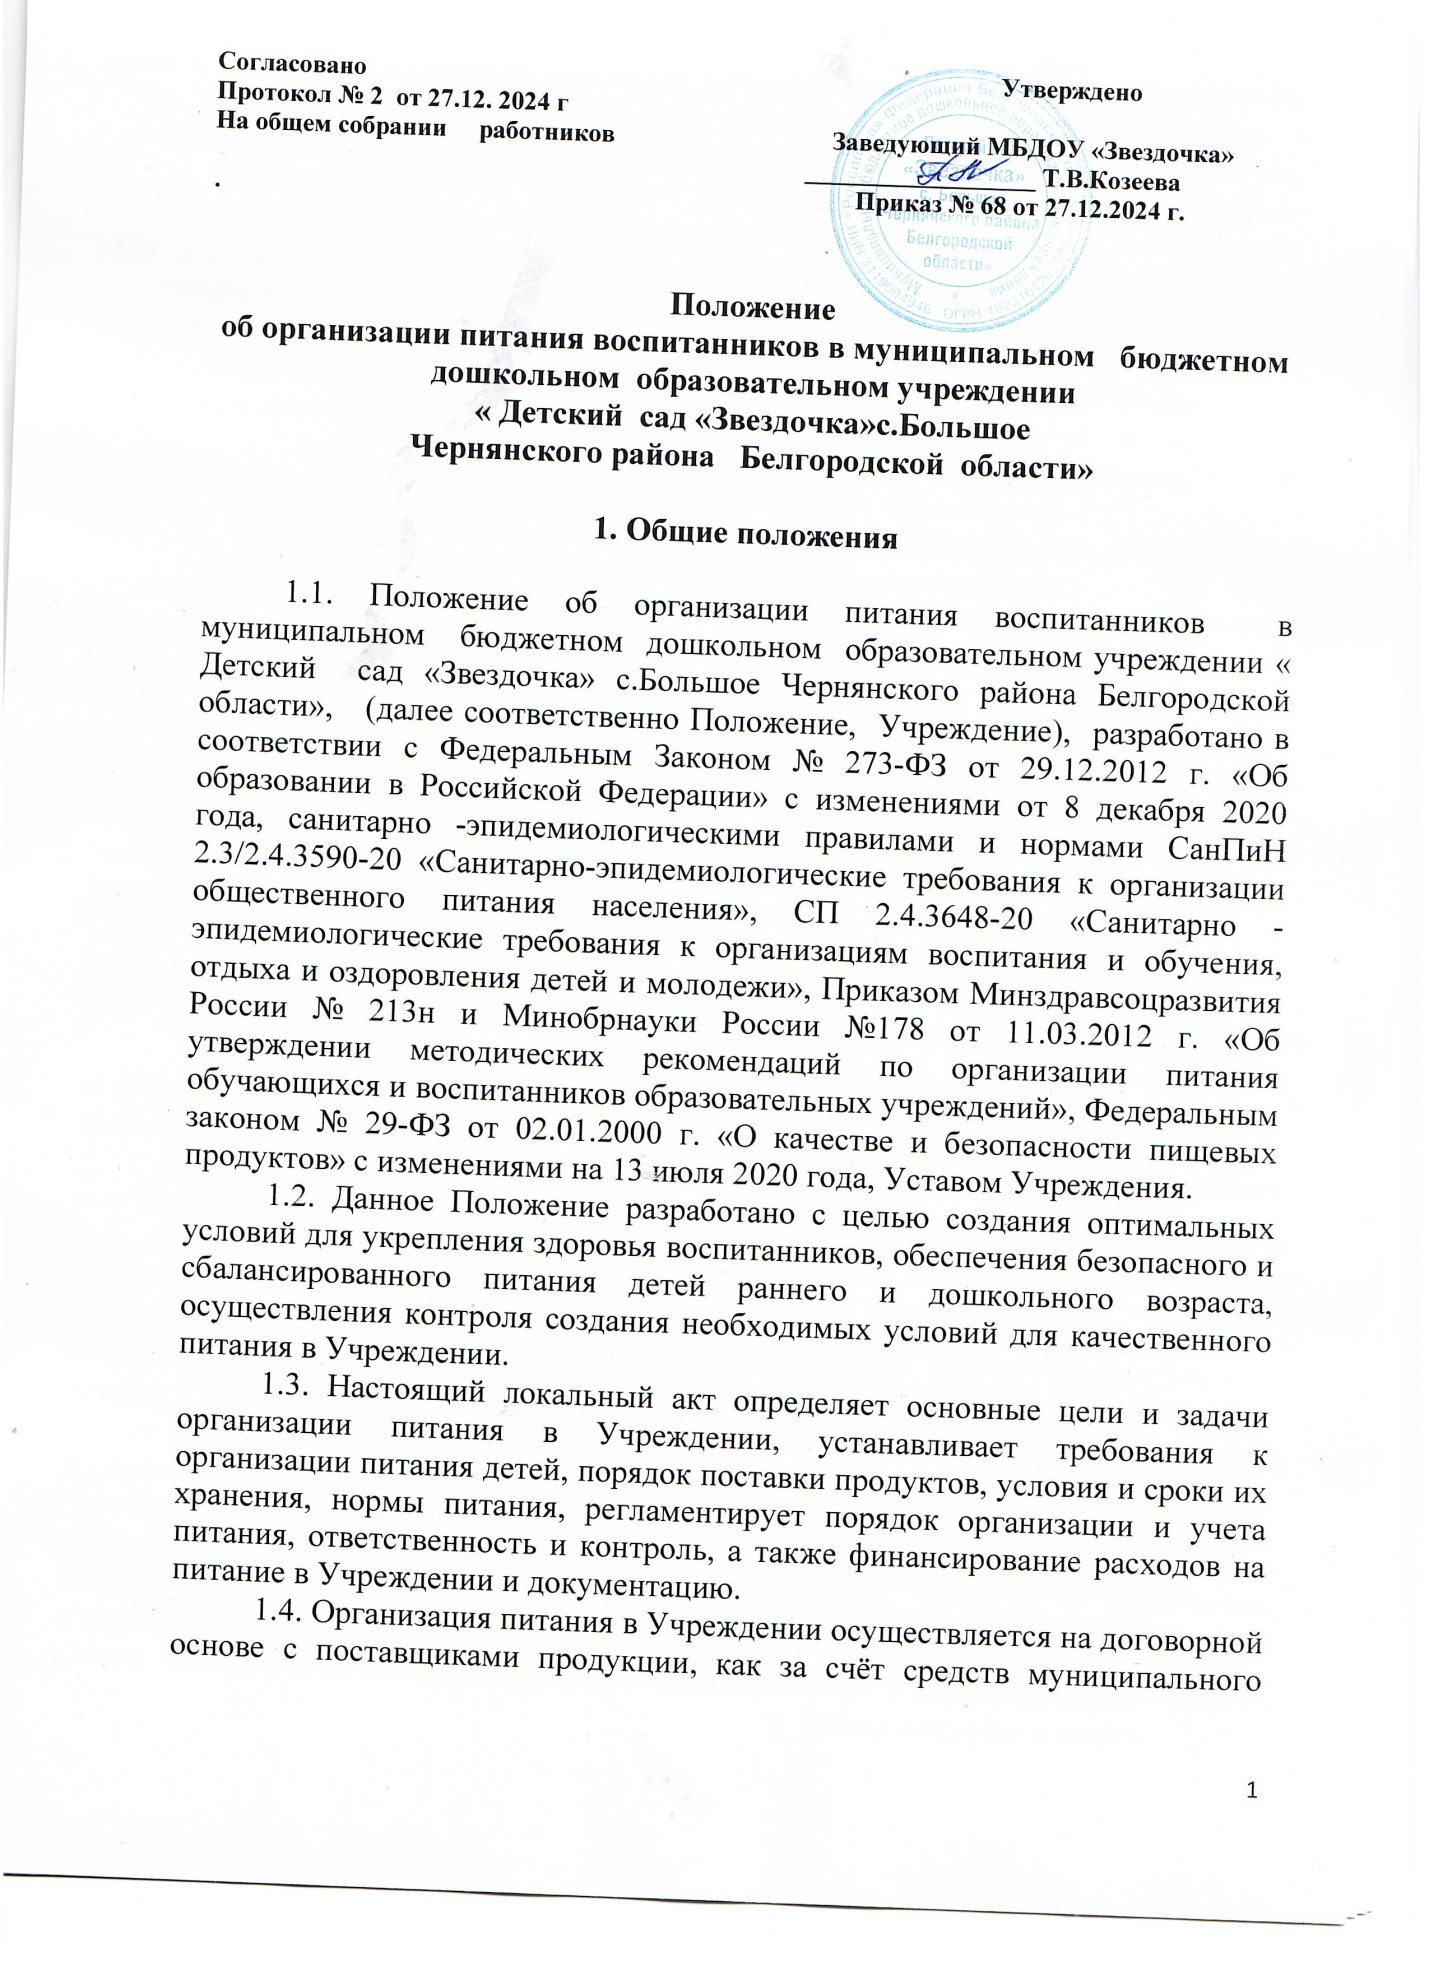 Согласовано
Протокол № 2 от 27.12. 2024 г
На общем собрании работников
.
Утверждено
Заведующий МБДОУ «Звездочка»
Т.В.Козеева
Приказ № 68 от 27.12.2024 г.
«Звездочка»
Чернянского района
Белгородской
области»
Положение
об организации питания воспитанников в муниципальном бюджетном
дошкольном образовательном учреждении
« Детский сад «Звездочка»с.Большое
Чернянского района Белгородской области»
1. Общие положения
1.1. Положение об организации питания воспитанников в
муниципальном бюджетном дошкольном образовательном учреждении «
Детский сад «Звездочка» с.Большое Чернянского района Белгородской
области», (далее соответственно Положение, Учреждение), разработано в
соответствии с Федеральным Законом № 273-ФЗ от 29.12.2012 г. «Об
образовании в Российской Федерации» с изменениями от 8 декабря 2020
года, санитарно -эпидемиологическими правилами и нормами СанПиН
2.3/2.4.3590-20 «Санитарно-эпидемиологические требования к организации
общественного питания населения», СП 2.4.3648-20 «Санитарно -
эпидемиологические требования к организациям воспитания и обучения,
отдыха и оздоровления детей и молодежи», Приказом Минздравсоцразвития
России № 213н и Минобрнауки России №178 от 11.03.2012 г. «Об
утверждении методических рекомендаций по организации питания
обучающихся и воспитанников образовательных учреждений», Федеральным
законом № 29-ФЗ от 02.01.2000 г. «О качестве и безопасности пищевых
продуктов» с изменениями на 13 июля 2020 года, Уставом Учреждения.
1.2. Данное Положение разработано с целью создания оптимальных
условий для укрепления здоровья воспитанников, обеспечения безопасного и
сбалансированного питания детей раннего и дошкольного возраста,
осуществления контроля создания необходимых условий для качественного
питания в Учреждении.
1.3. Настоящий локальный акт определяет основные цели и задачи
организации питания в Учреждении, устанавливает требования к
организации питания детей, порядок поставки продуктов, условия и сроки их
хранения, нормы питания, регламентирует порядок организации и учета
питания, ответственность и контроль, а также финансирование расходов на
питание в Учреждении и документацию.
1.4. Организация питания в Учреждении осуществляется на договорной
основе с поставщиками продукции, как за счёт средств муниципального
1